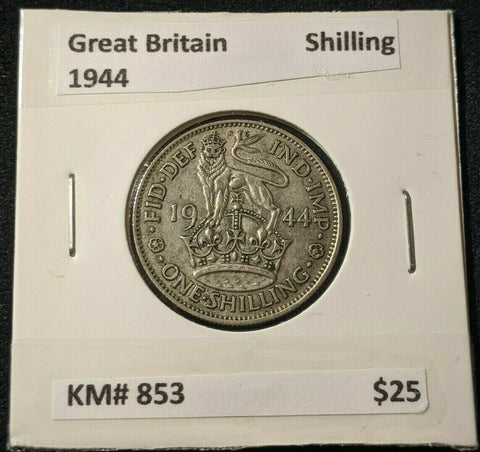 Great Britain Shilling
1944
FID·DEF IND·IMP
19 44
·ONE·SHILLING·
KM# 853 $25